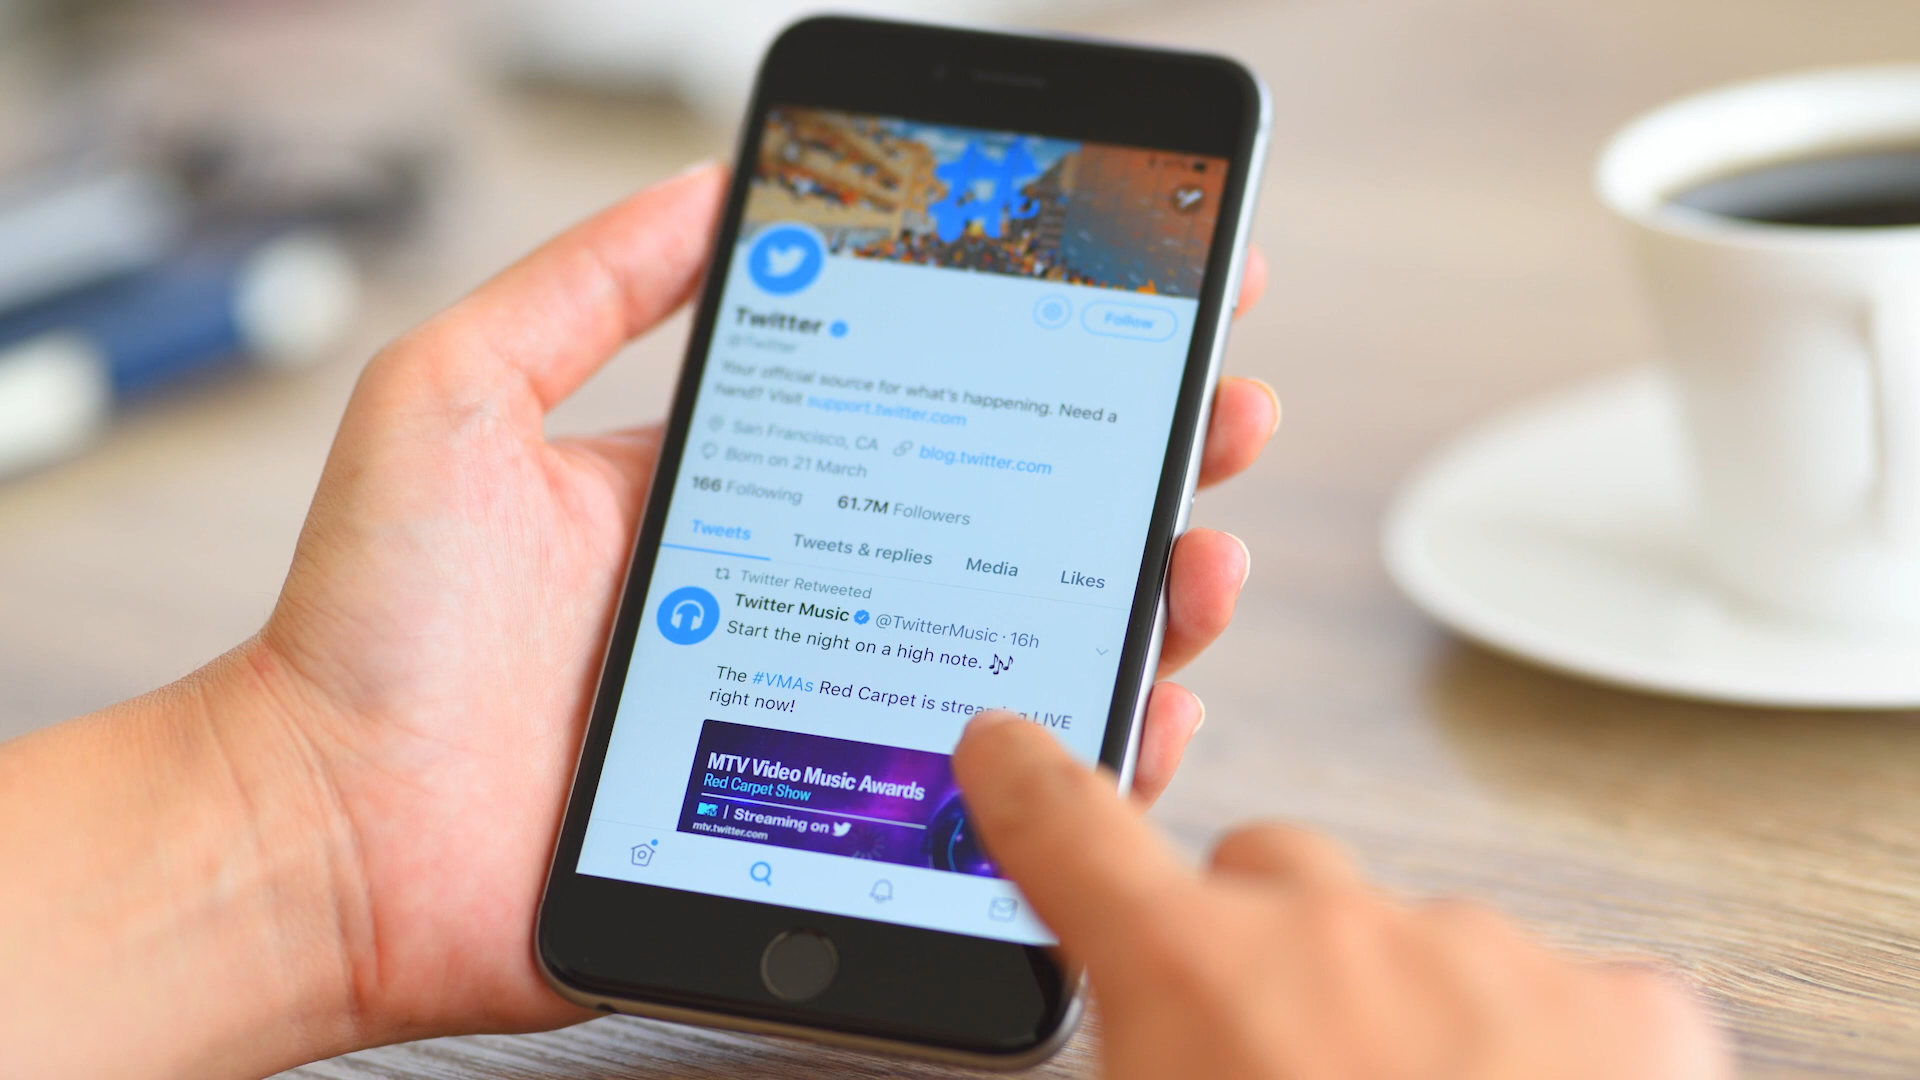 Twitter
@Twitter
Follow
Your official source for what's happening. Need a
hand? Visit support.twitter.com
San Francisco, CA blog.twitter.com
Born on 21 March
166 Following 61.7M Followers
Tweets Tweets & replies Media Likes
Twitter Retweeted
Twitter Music @TwitterMusic · 16h
Start the night on a high note. 🎶
The #VMAs Red Carpet is streaming LIVE
right now!
MTV Video Music Awards
Red Carpet Show
MTV | Streaming on
mtv.twitter.com